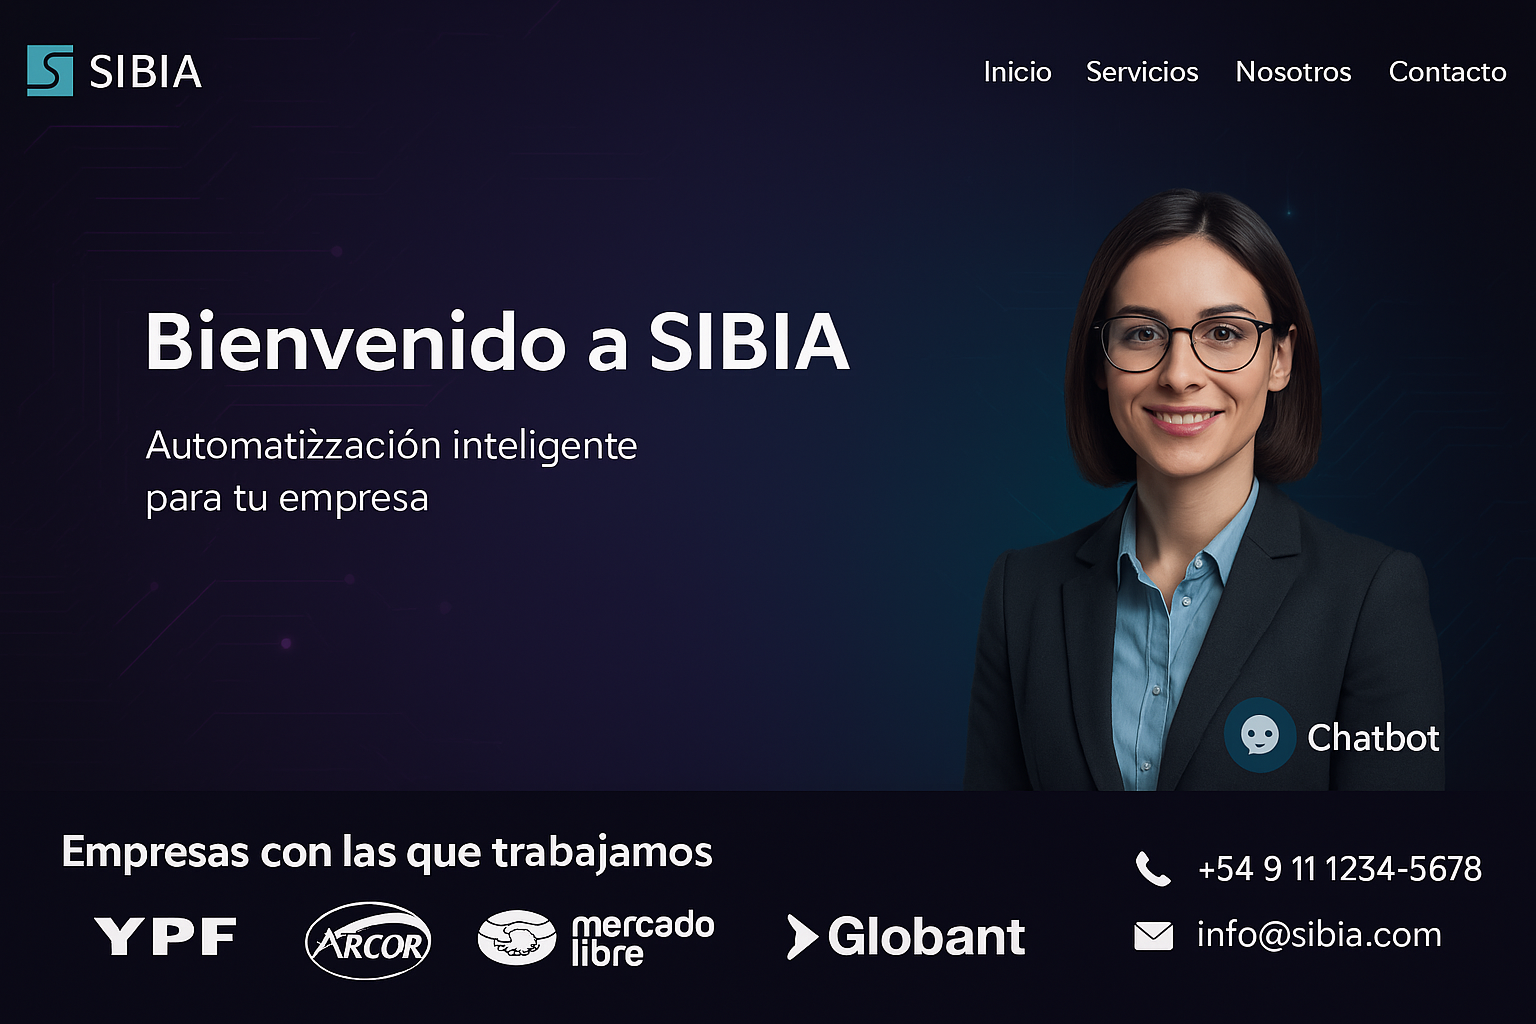 SIBIA
Inicio Servicios Nosotros Contacto
Bienvenido a SIBIA
Automatizzación inteligente
para tu empresa
Chatbot
Empresas con las que trabajamos
YPF
ARCOR
mercado
libre
Globant
+54 9 11 1234-5678
info@sibia.com